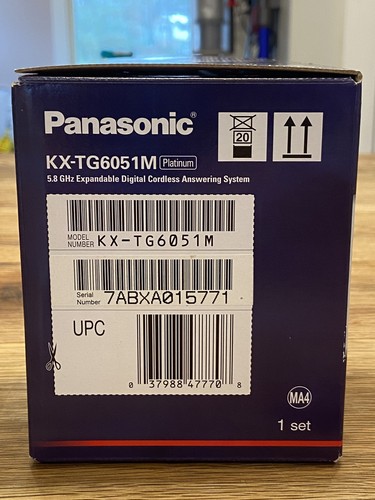 Panasonic®
KX-TG6051M Platinum
5.8 GHz Expandable Digital Cordless Answering System
20
MODEL NUMBER KX-TG6051M
Serial Number 7ABXA015771
UPC
0 37988 47770 8
MA4
1 set